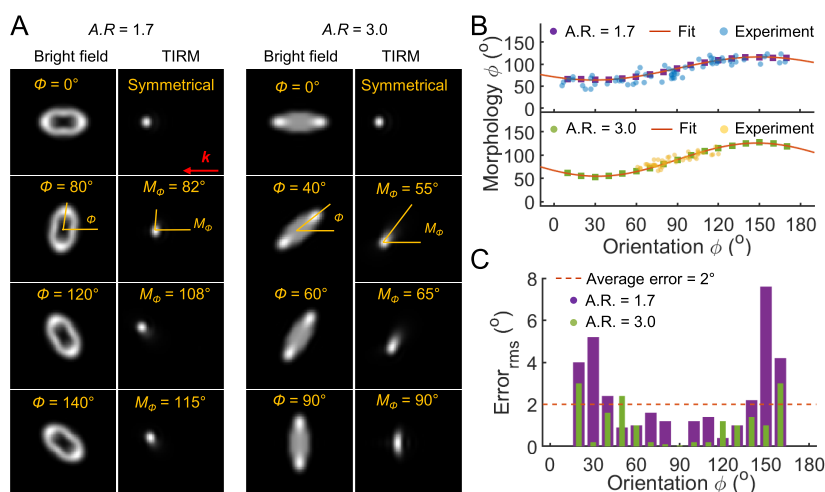 A
A.R = 1.7
A.R = 3.0
Bright field
TIRM
Bright field
TIRM
Φ = 0°
Symmetrical
Φ = 0°
Symmetrical
k
Φ = 80°
M_Φ = 82°
Φ = 40°
M_Φ = 55°
Φ
M_Φ
Φ
M_Φ
Φ = 120°
M_Φ = 108°
Φ = 60°
M_Φ = 65°
Φ = 140°
M_Φ = 115°
Φ = 90°
M_Φ = 90°
B
Morphology ϕ (°)
A.R. = 1.7
Fit
Experiment
150
100
50
0
A.R. = 3.0
Fit
Experiment
150
100
50
0
0 30 60 90 120 150 180
Orientation ϕ (°)
C
Error_rms (°)
8
6
4
2
0
Average error = 2°
A.R. = 1.7
A.R. = 3.0
0 30 60 90 120 150 180
Orientation ϕ (°)